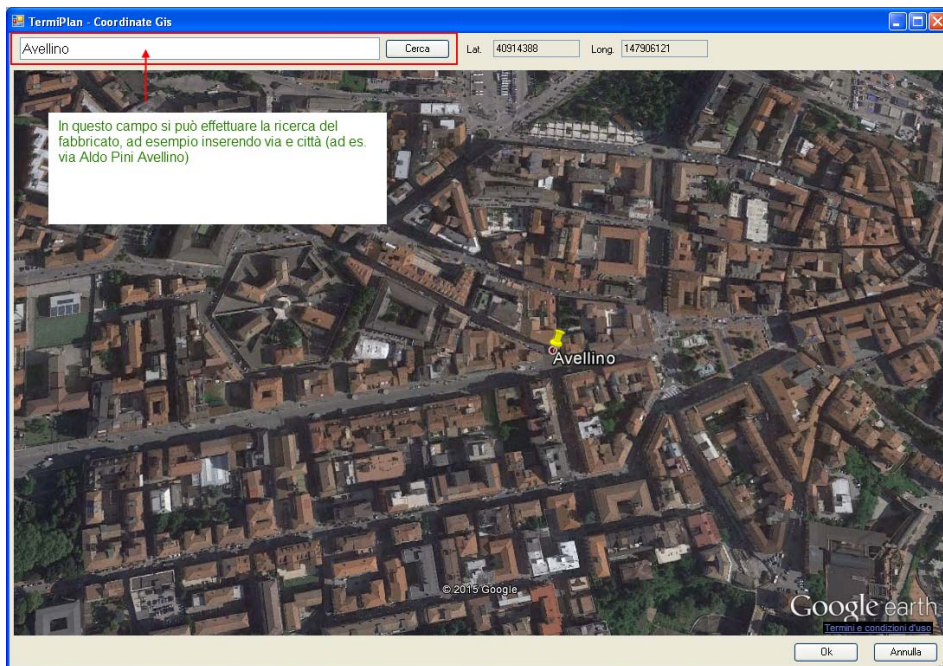 TermiPlan - Coordinate Gis
Avellino
Cerca
Lat. 40914388
Long. 147906121
In questo campo si può effettuare la ricerca del
fabbricato, ad esempio inserendo via e città (ad es.
via Aldo Pini Avellino)
Avellino
© 2015 Google
Google earth
Termini e condizioni d'uso
Ok
Annulla